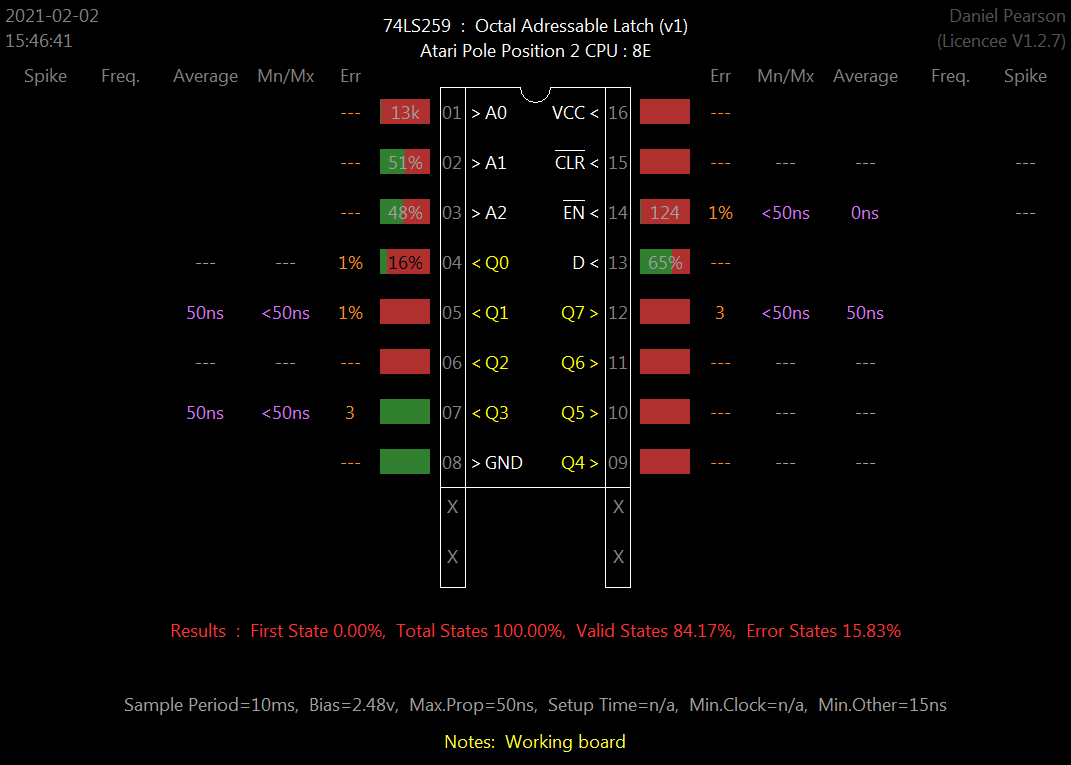 2021-02-02 74LS259 : Octal Adressable Latch (v1) Daniel Pearson
15:46:41 Atari Pole Position 2 CPU : 8E (Licencee V1.2.7)
Spike Freq. Average Mn/Mx Err Err Mn/Mx Average Freq. Spike
--- 13k 01 > A0 VCC < 16 ---
--- 51% 02 > A1 CLR < 15 --- --- --- ---
--- 48% 03 > A2 EN < 14 124 1% <50ns 0ns ---
--- --- 1% 16% 04 < Q0 D < 13 65% ---
50ns <50ns 1% 05 < Q1 Q7 > 12 3 <50ns 50ns
--- --- --- 06 < Q2 Q6 > 11 --- --- ---
50ns <50ns 3 07 < Q3 Q5 > 10 --- --- ---
--- 08 > GND Q4 > 09 --- --- ---
X X
X X
Results : First State 0.00%, Total States 100.00%, Valid States 84.17%, Error States 15.83%
Sample Period=10ms, Bias=2.48v, Max.Prop=50ns, Setup Time=n/a, Min.Clock=n/a, Min.Other=15ns
Notes: Working board